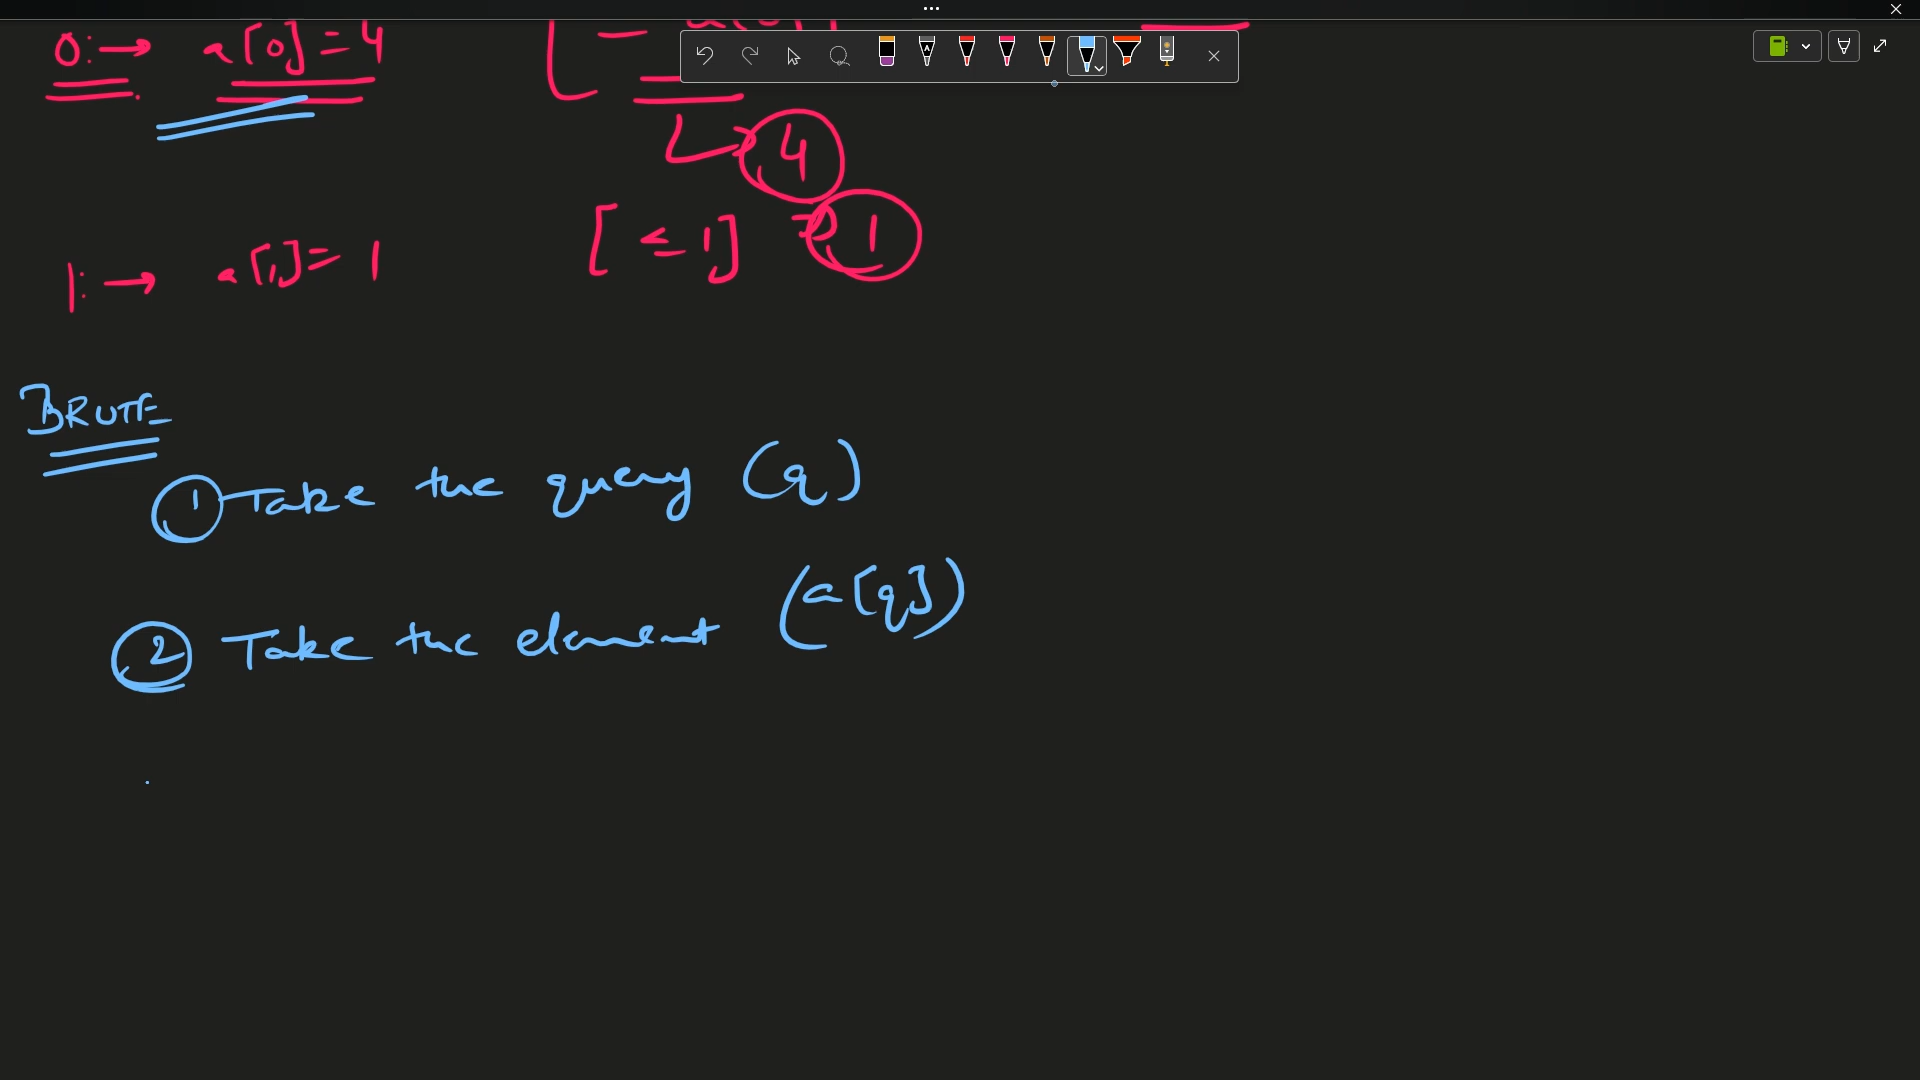 0: → a[0] = 4
4
1: → a[1] = 1 [≤ 1] → 1
BRUTE
1 Take the query (q)
2 Take the element (a[q])